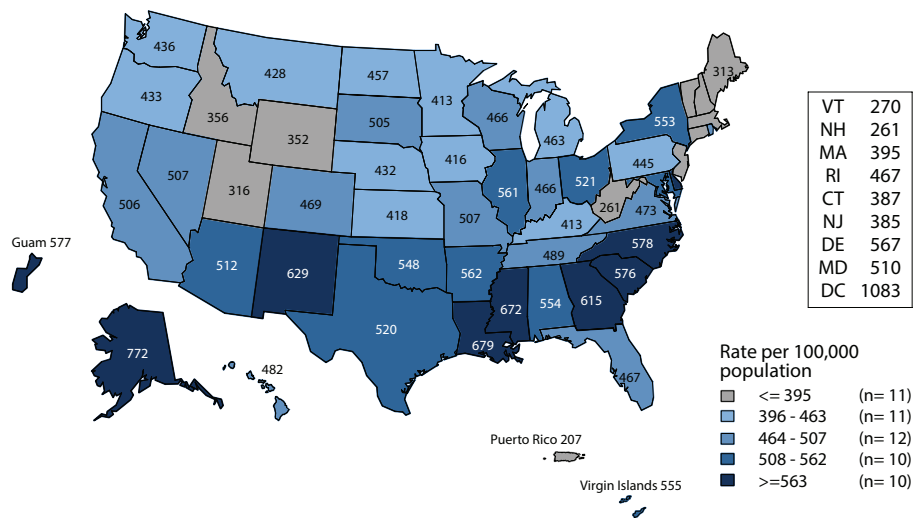 313
436
428
457
413
433
356
352
505
466
463
553
432
416
445
507
316
506
469
418
507
561
466
521
261
473
413
489
578
512
629
548
562
576
520
672
554
615
679
467
Guam 577
772
482
Puerto Rico 207
Virgin Islands 555
VT 270
NH 261
MA 395
RI 467
CT 387
NJ 385
DE 567
MD 510
DC 1083
Rate per 100,000
population
<= 395 (n= 11)
396 - 463 (n= 11)
464 - 507 (n= 12)
508 - 562 (n= 10)
>=563 (n= 10)